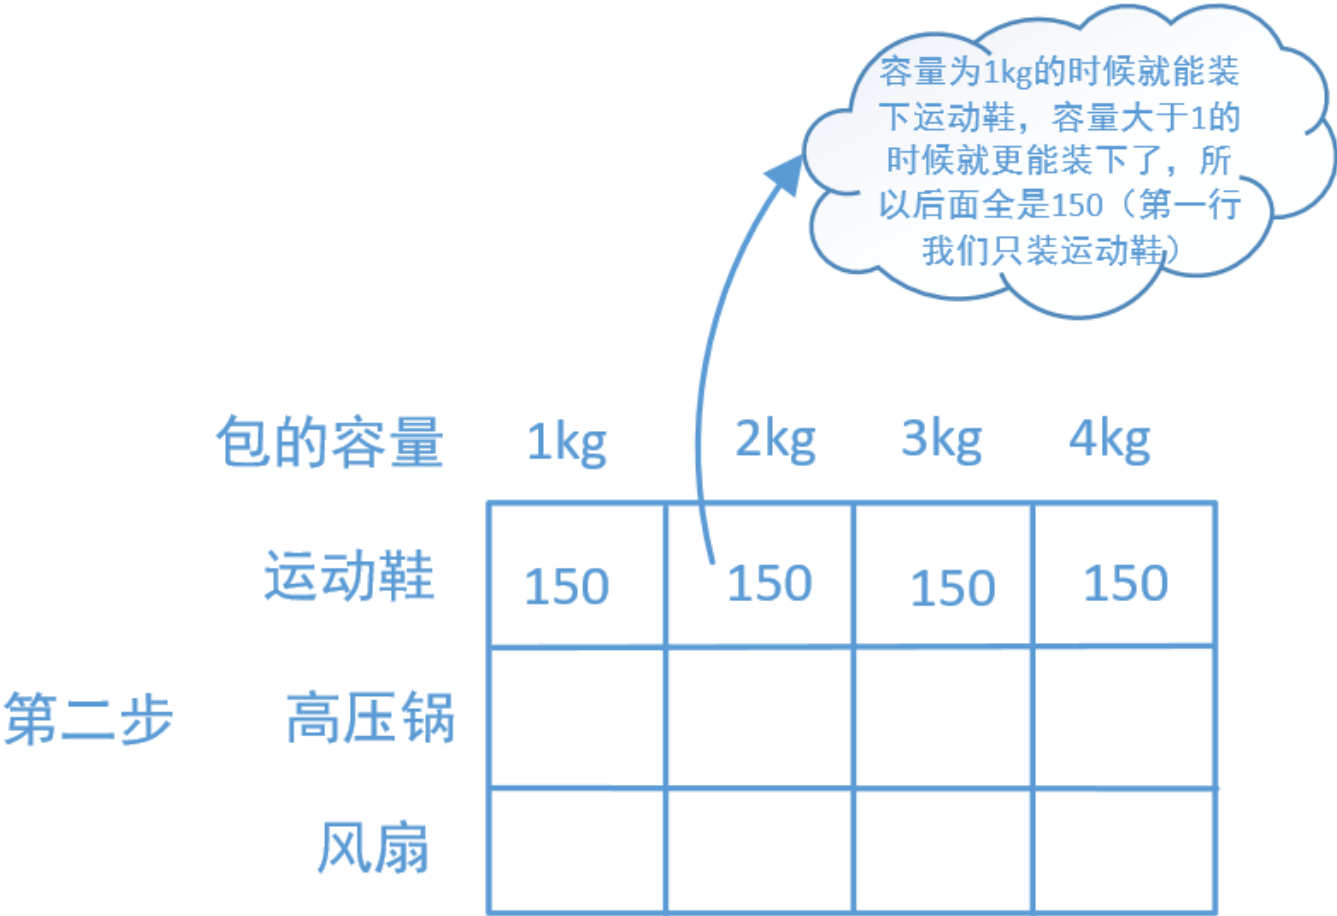 容量为1kg的时候就能装
下运动鞋，容量大于1的
时候就更能装下了，所
以后面全是150（第一行
我们只装运动鞋）
包的容量 1kg 2kg 3kg 4kg
运动鞋 150 150 150 150
第二步 高压锅
风扇